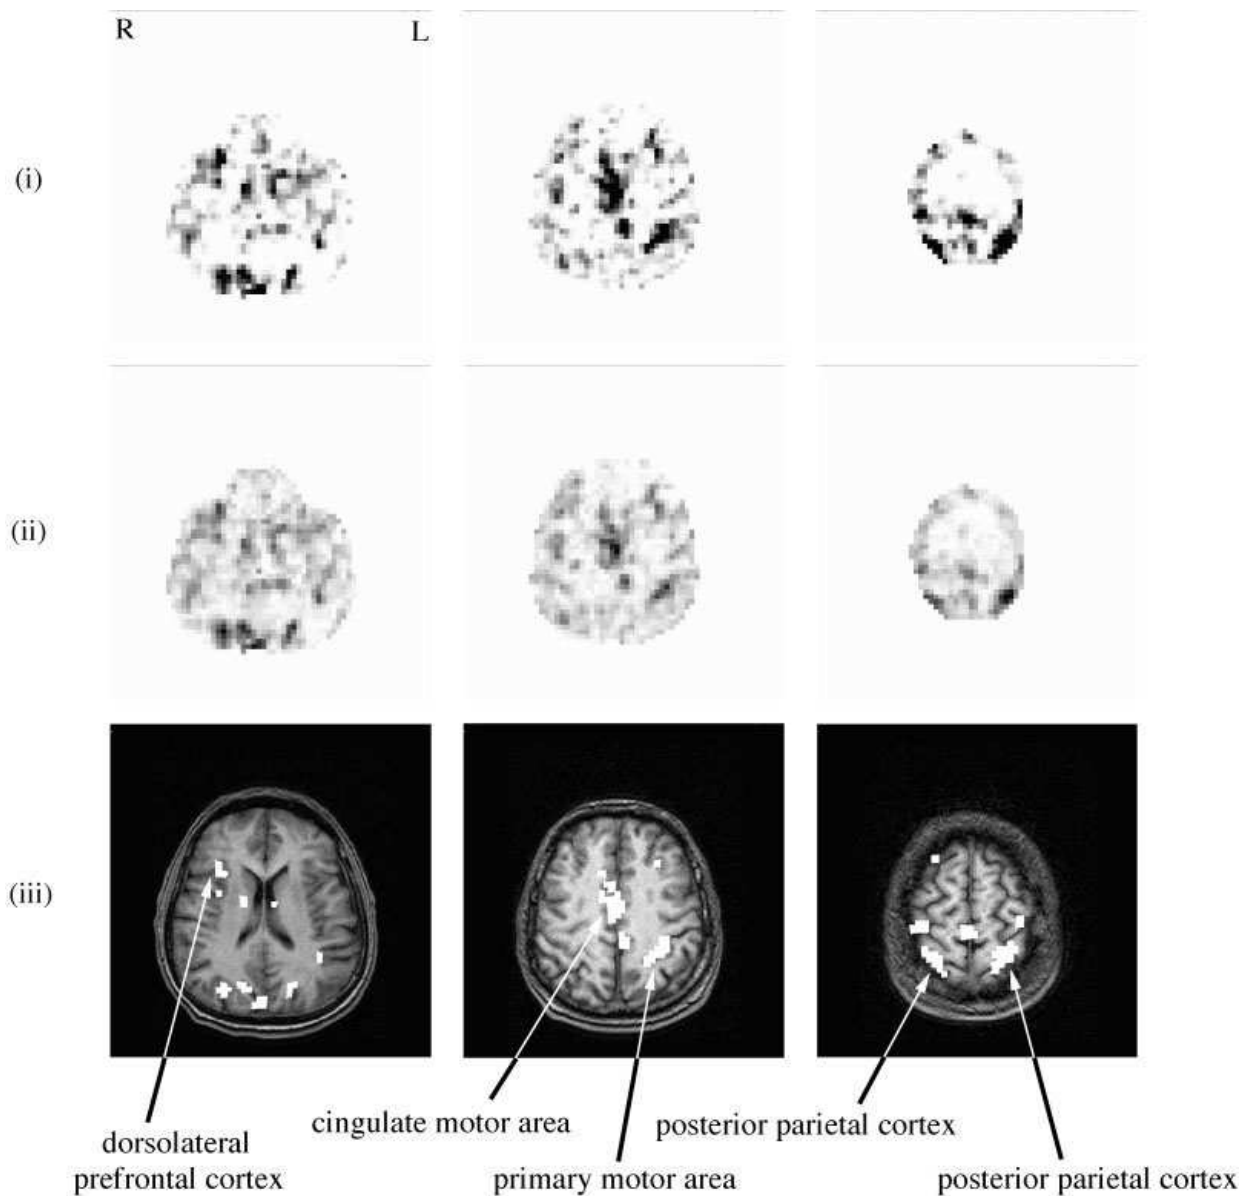 R
L
(i)
(ii)
(iii)
dorsolateral
prefrontal cortex
cingulate motor area
primary motor area
posterior parietal cortex
posterior parietal cortex